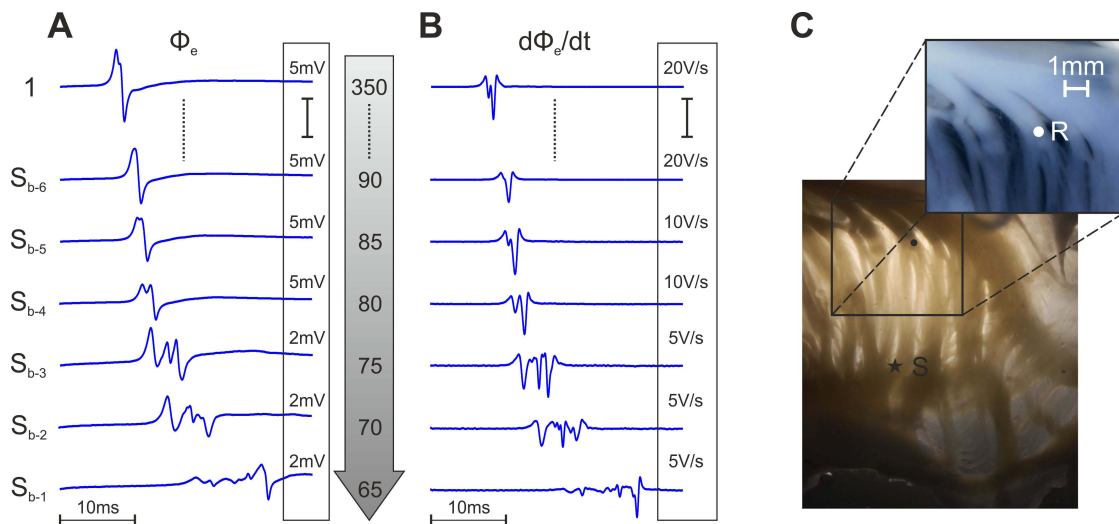 A
Φe
B
dΦe/dt
C
1
5mV
350
20V/s
1mm
R
Sb-6
5mV
90
20V/s
Sb-5
5mV
85
10V/s
Sb-4
5mV
80
10V/s
Sb-3
2mV
75
5V/s
S
Sb-2
2mV
70
5V/s
Sb-1
2mV
65
5V/s
10ms
10ms